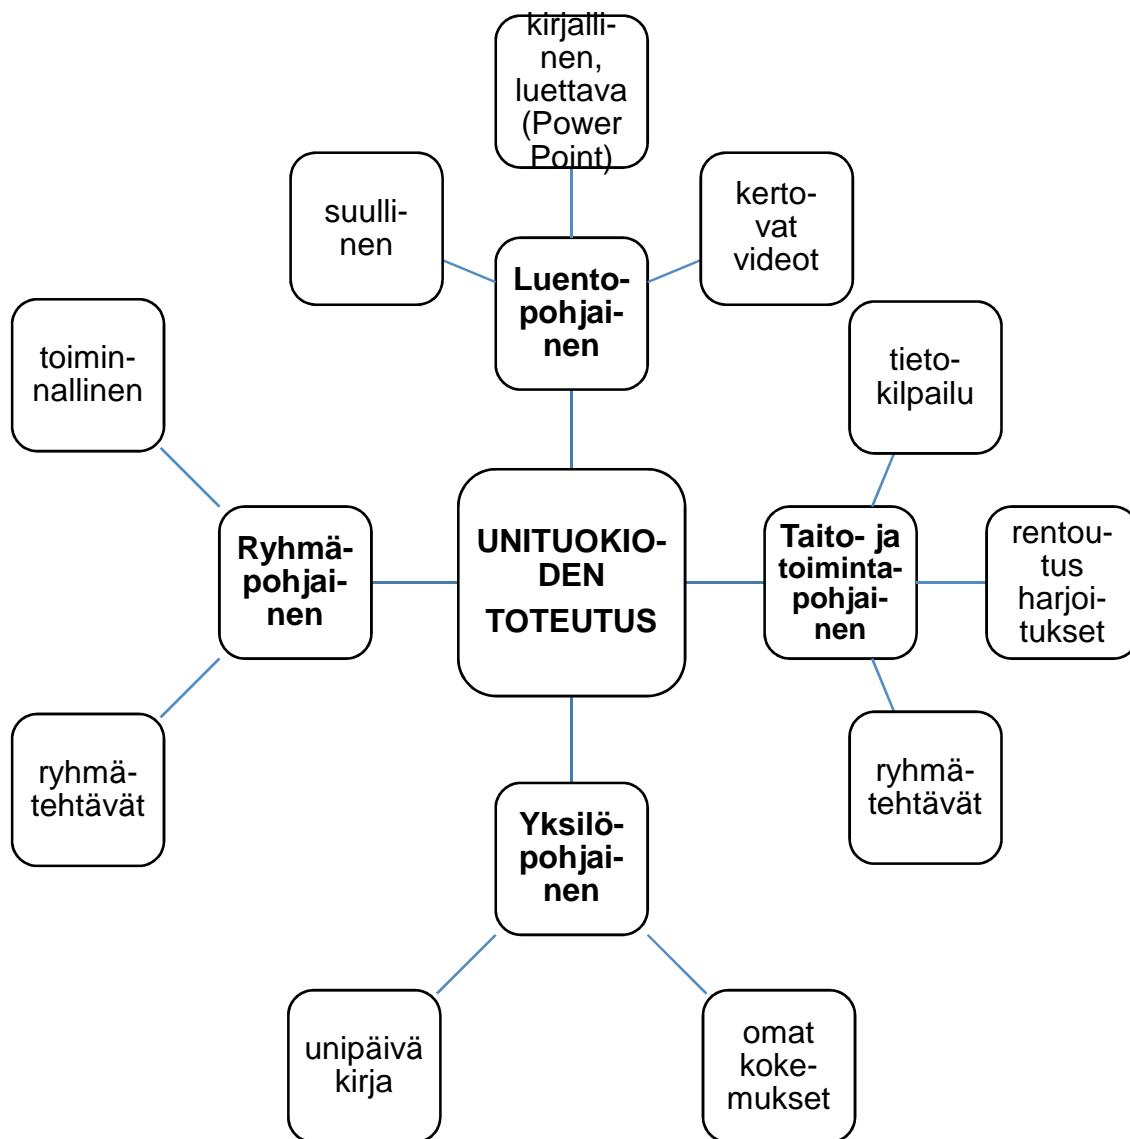 kirjalli-
nen,
luettava
(Power
Point)
suulli-
nen
kerto-
vat
videot
Luento-
pohjai-
nen
toimin-
nallinen
tieto-
kilpailu
Ryhmä-
pohjai-
nen
UNITUOKIO-
DEN
TOTEUTUS
Taito- ja
toiminta-
pohjai-
nen
rentou-
tus
harjoi-
tukset
ryhmä-
tehtävät
ryhmä-
tehtävät
Yksilö-
pohjai-
nen
unipäivä
kirja
omat
koke-
mukset